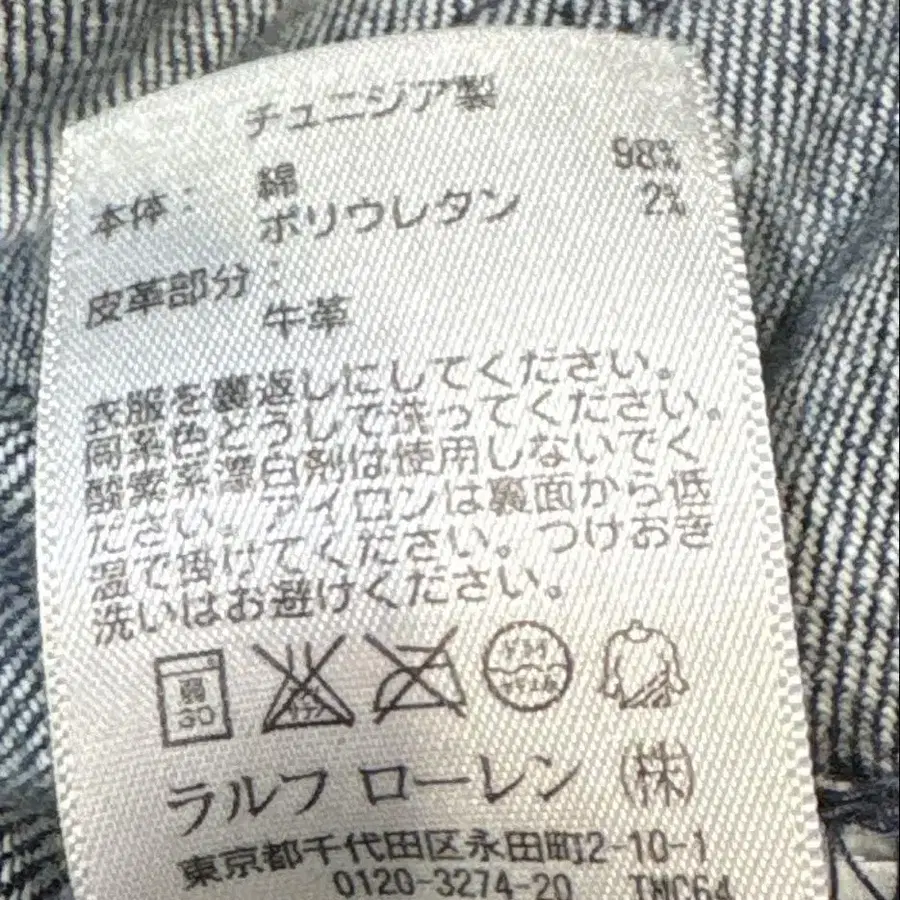 チュニジア製
本体: 綿 98%
ポリウレタン 2%
皮革部分:
牛革
衣服を裏返しにしてください。
同系色どうしで洗ってください。
酸素系漂白剤は使用しないでく
ださい。アイロンは裏面から低
温で掛けてください。つけおき
洗いはお避けください。
弱
30
ドライ
ラルフ ローレン (株)
東京都千代田区永田町2-10-1
0120-3274-20 TMC64